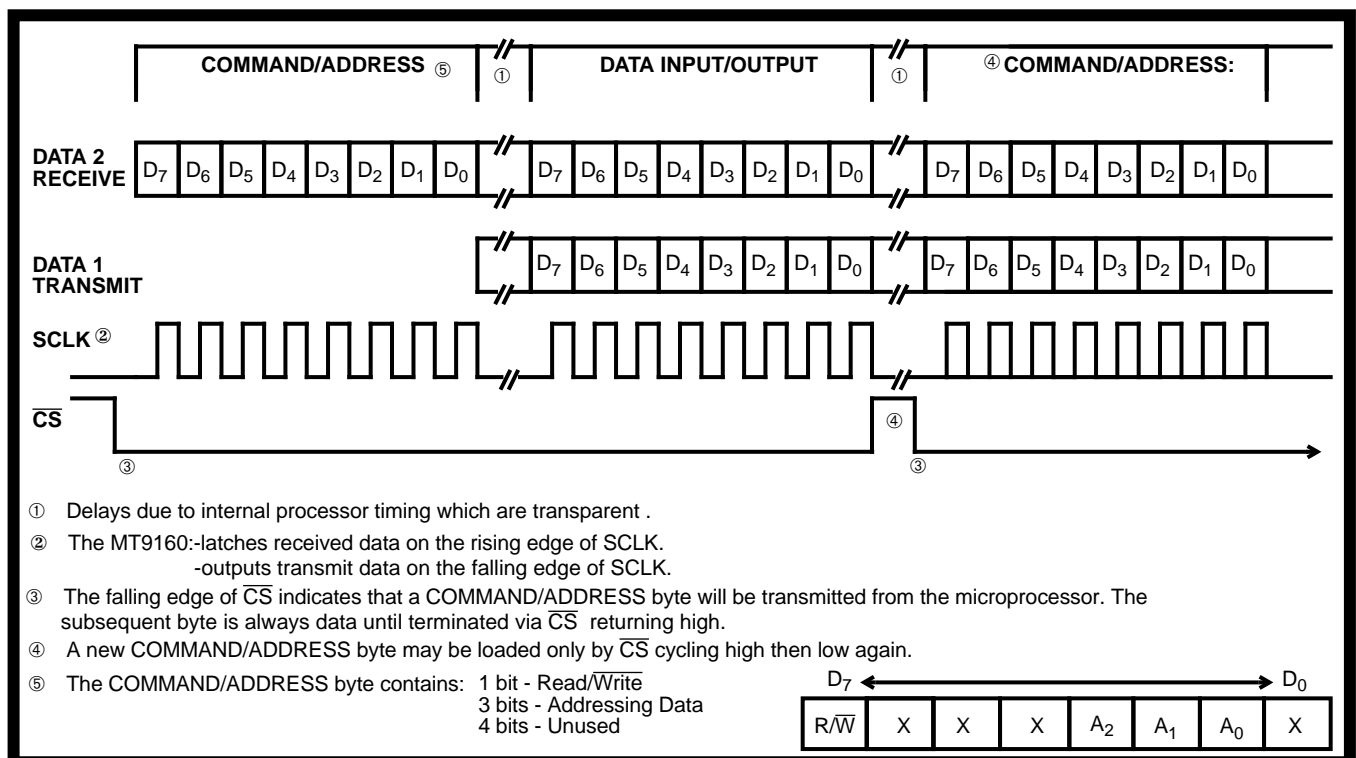 COMMAND/ADDRESS ⑤ ① DATA INPUT/OUTPUT ① ④ COMMAND/ADDRESS:
DATA 2
RECEIVE D7 D6 D5 D4 D3 D2 D1 D0 D7 D6 D5 D4 D3 D2 D1 D0 D7 D6 D5 D4 D3 D2 D1 D0
DATA 1
TRANSMIT D7 D6 D5 D4 D3 D2 D1 D0 D7 D6 D5 D4 D3 D2 D1 D0
SCLK ②
C̅S̅ ④
③ ③
① Delays due to internal processor timing which are transparent .
② The MT9160:-latches received data on the rising edge of SCLK.
-outputs transmit data on the falling edge of SCLK.
③ The falling edge of C̅S̅ indicates that a COMMAND/ADDRESS byte will be transmitted from the microprocessor. The
subsequent byte is always data until terminated via C̅S̅ returning high.
④ A new COMMAND/ADDRESS byte may be loaded only by C̅S̅ cycling high then low again.
⑤ The COMMAND/ADDRESS byte contains: 1 bit - Read/W̅r̅i̅t̅e̅
3 bits - Addressing Data
4 bits - Unused
D7 D0
R/W̅ X X X A2 A1 A0 X